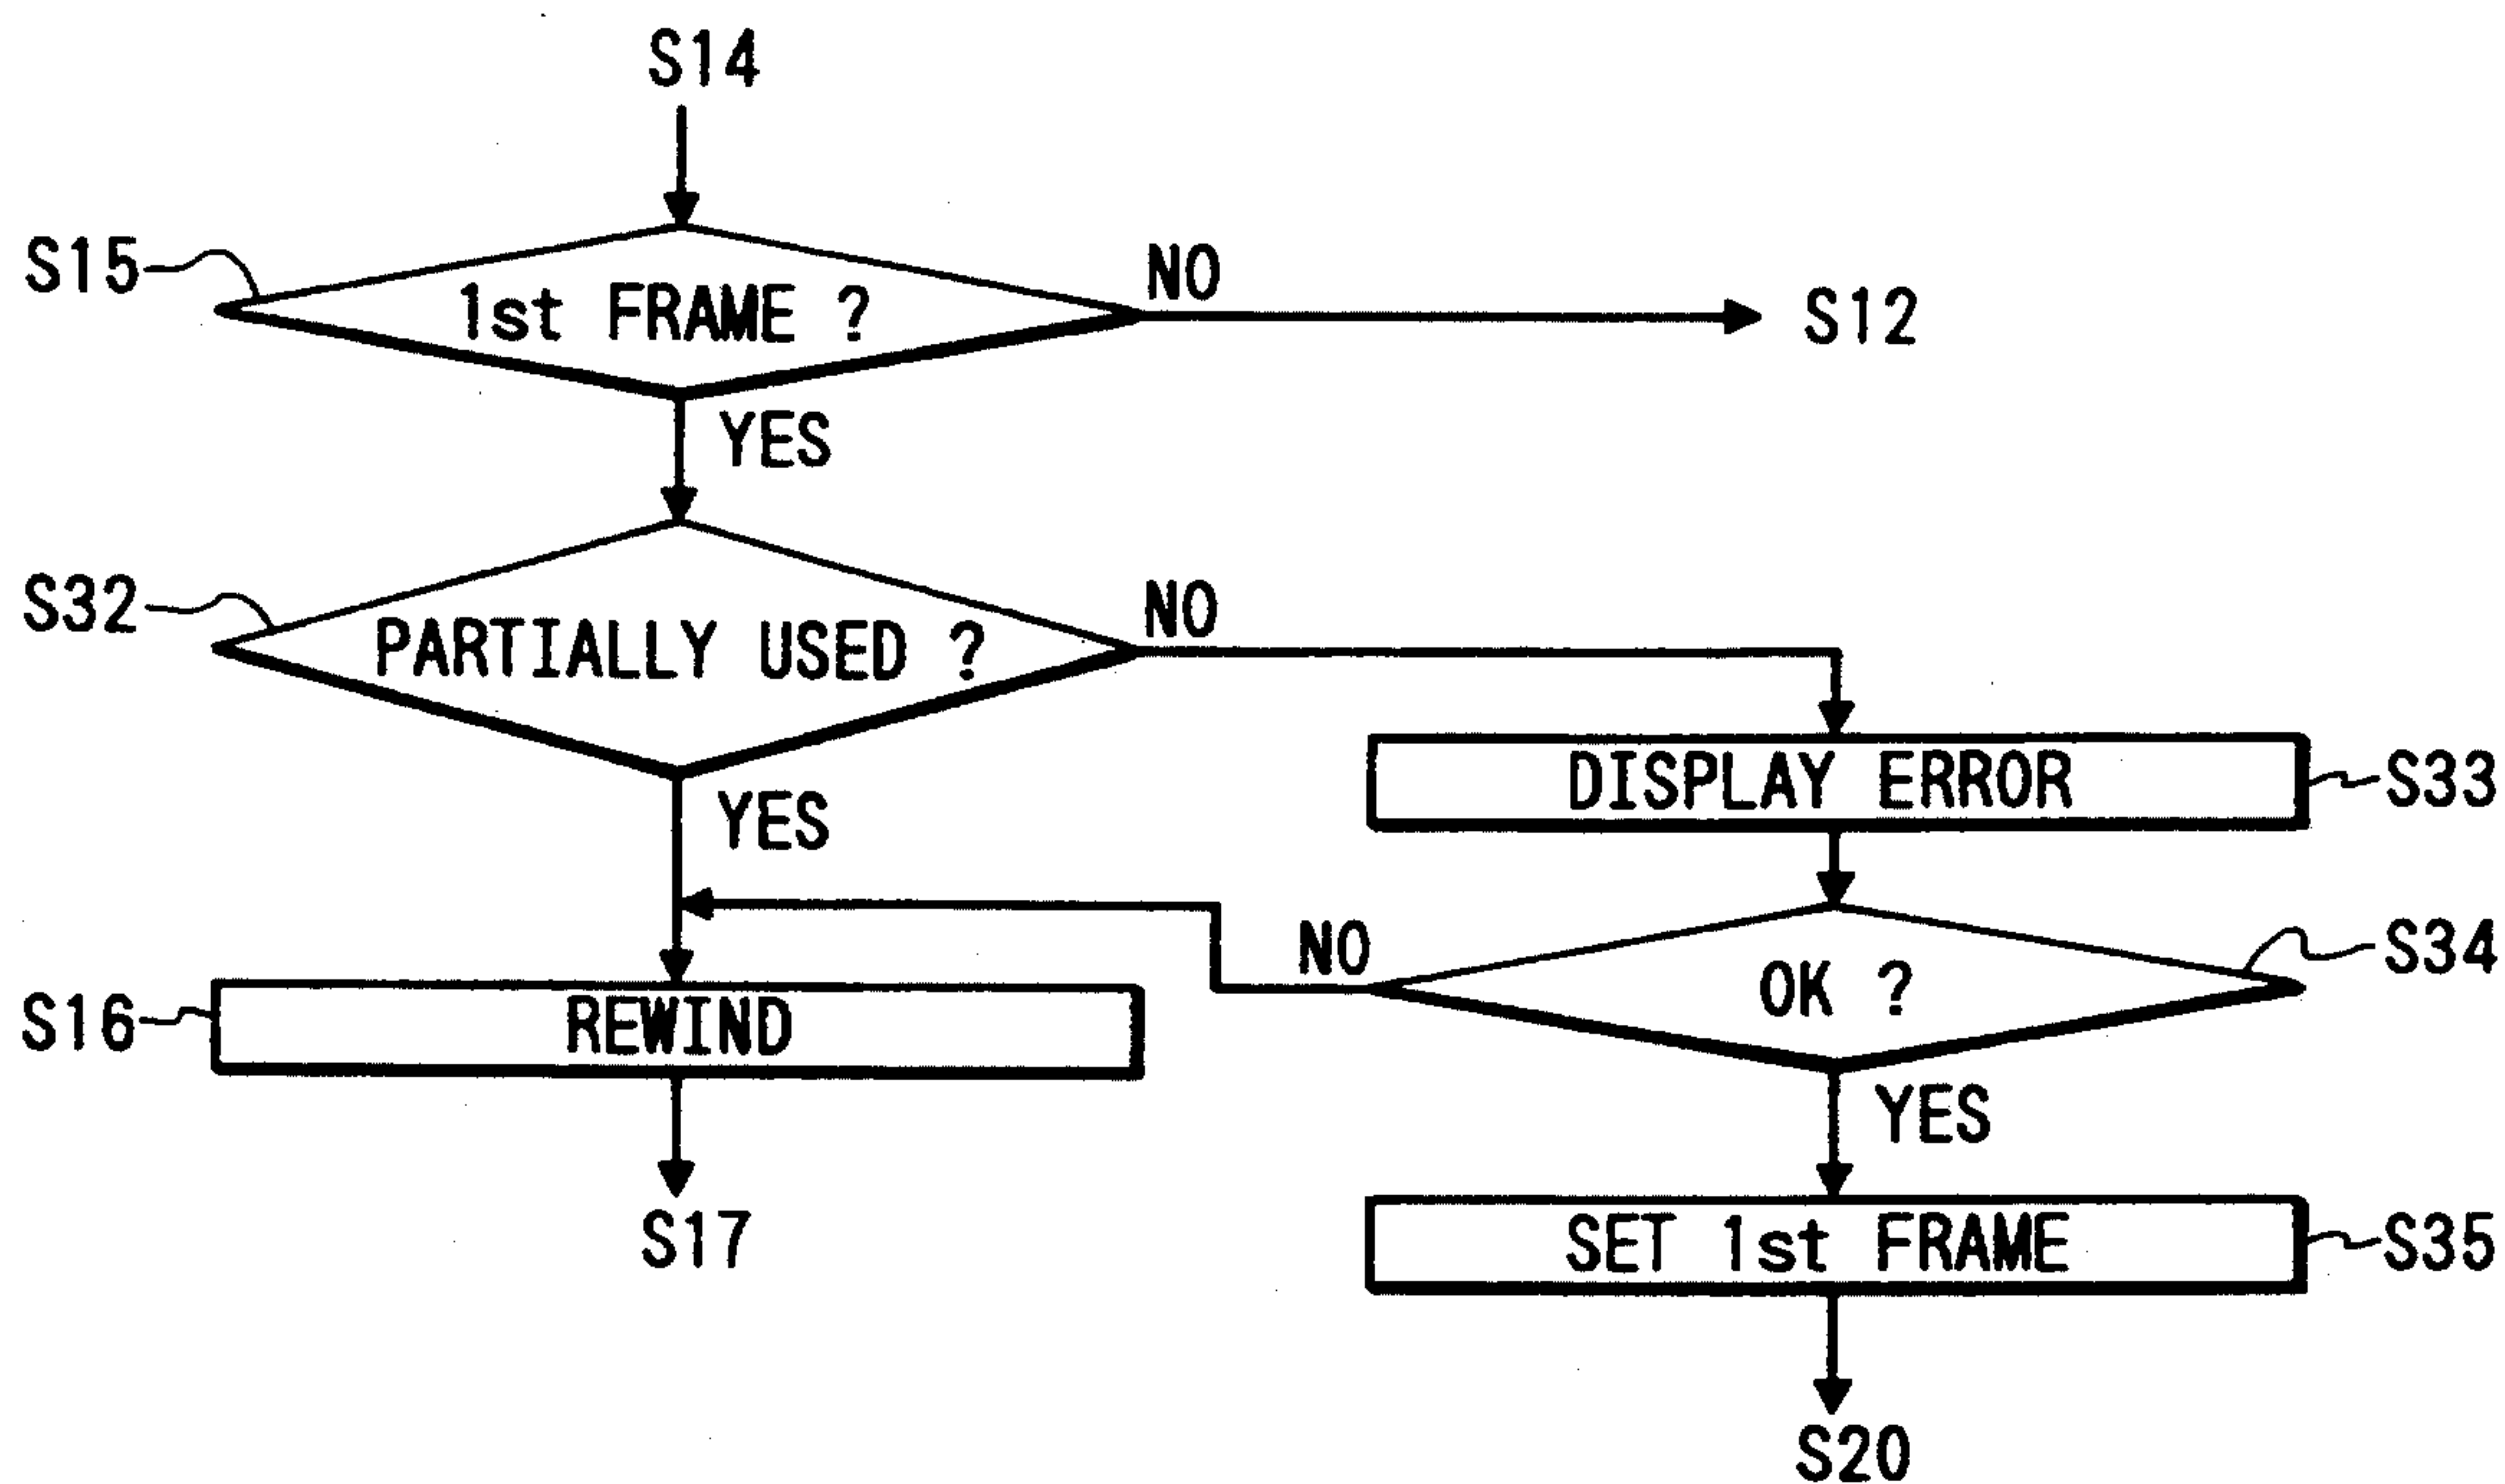 S14
S15
1st FRAME ?
NO
S12
YES
S32
PARTIALLY USED ?
NO
DISPLAY ERROR
S33
YES
NO
OK ?
S34
S16
REWIND
YES
S17
SET 1st FRAME
S35
S20